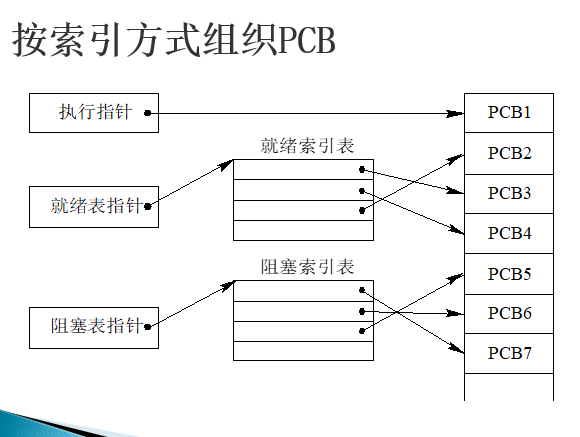 按索引方式组织PCB
执行指针
就绪索引表
就绪表指针
阻塞索引表
阻塞表指针
PCB1
PCB2
PCB3
PCB4
PCB5
PCB6
PCB7